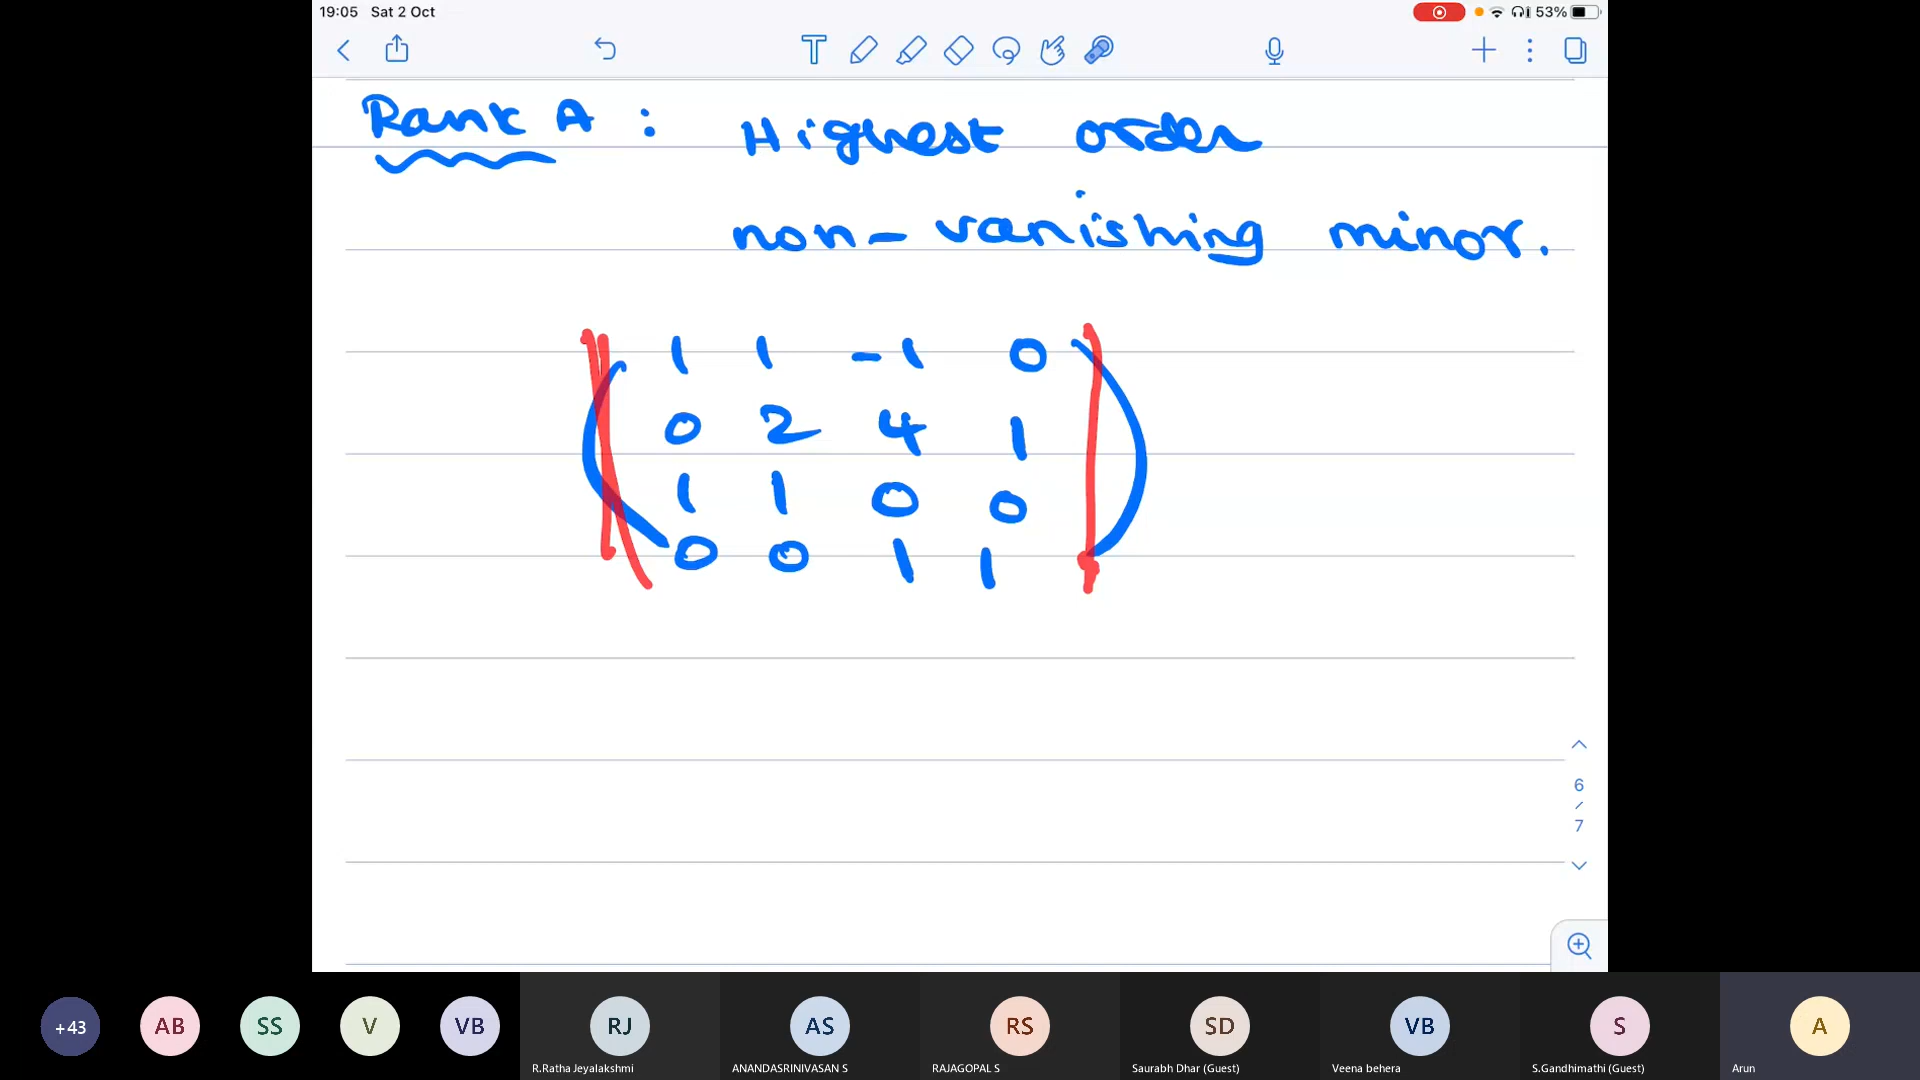 19:05 Sat 2 Oct 53%
Rank A : Highest order
non-vanishing minor.
1 1 -1 0
0 2 4 1
1 1 0 0
0 0 1 1
6
/
7
+43 AB SS V VB RJ AS RS SD VB S A
R.Ratha Jeyalakshmi ANANDASRINIVASAN S RAJAGOPAL S Saurabh Dhar (Guest) Veena behera S.Gandhimathi (Guest) Arun